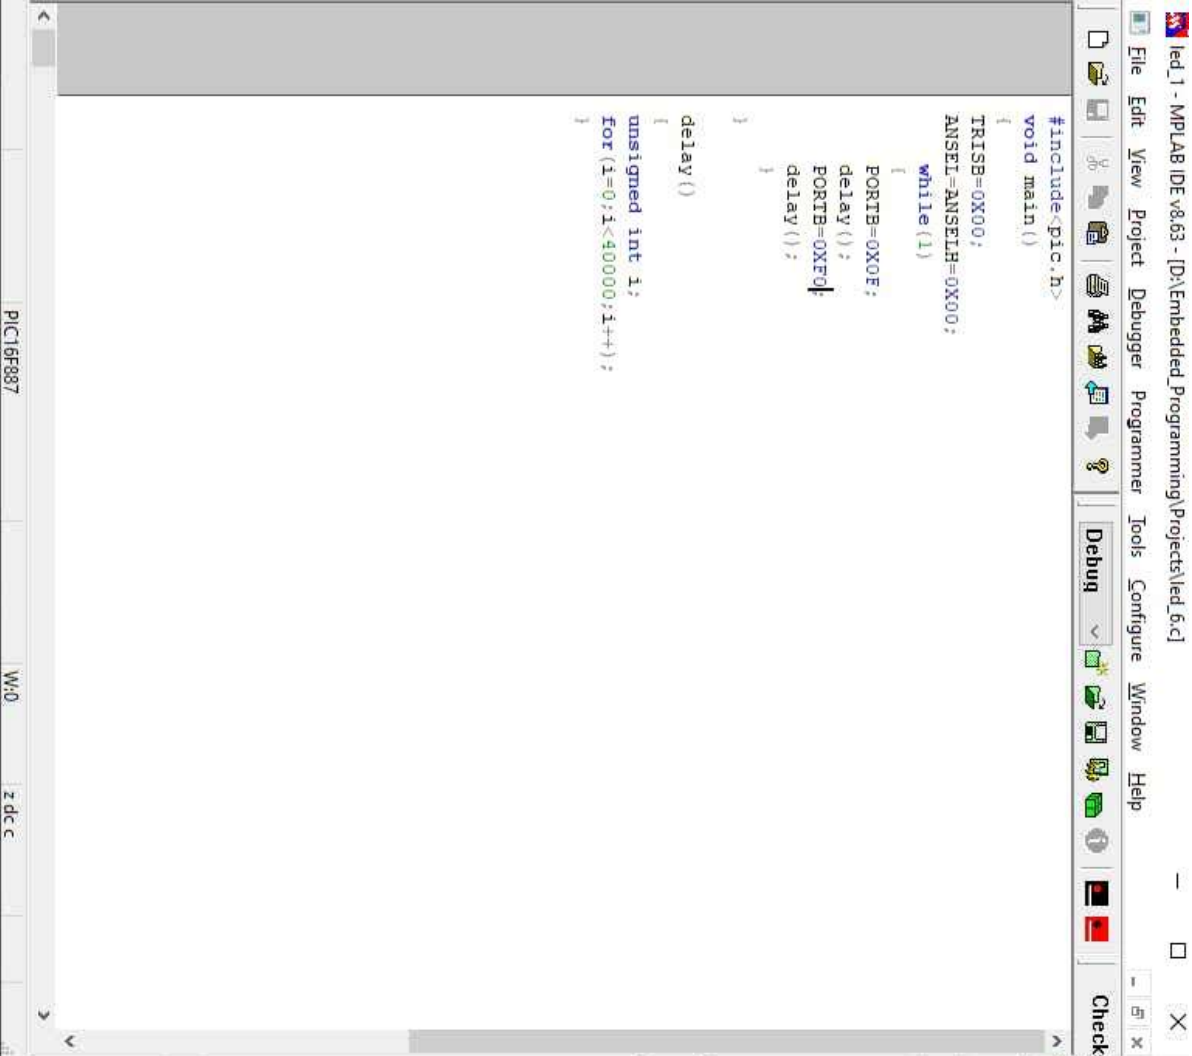 led_1 - MPLAB IDE v8.63 - [D:\Embedded_Programming\Projects\led_6.c]
File Edit View Project Debugger Programmer Tools Configure Window Help
Debug Check
#include<pic.h>
void main()
{
TRISB=0X00;
ANSEL=ANSELH=0X00;
while(1)
{
PORTB=0X0F;
delay();
PORTB=0XF0;
delay();
}
}
delay()
{
unsigned int i;
for(i=0;i<40000;i++);
}
PIC16F887 W:0 z dc c